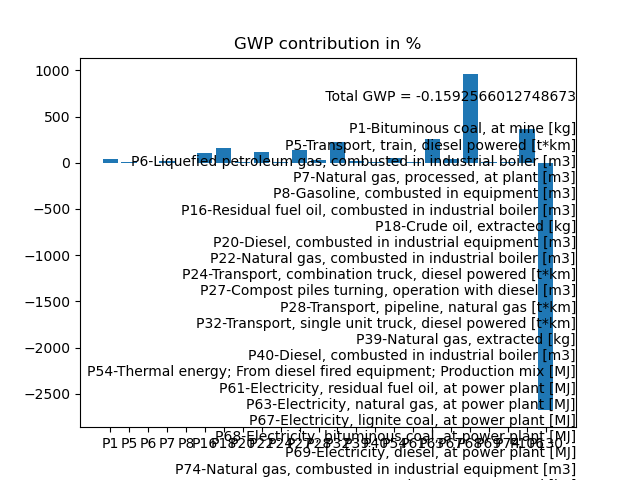 GWP contribution in %
1000
500
0
−500
−1000
−1500
−2000
−2500
Total GWP = -0.1592566012748673
P1-Bituminous coal, at mine [kg]
P5-Transport, train, diesel powered [t*km]
P6-Liquefied petroleum gas, combusted in industrial boiler [m3]
P7-Natural gas, processed, at plant [m3]
P8-Gasoline, combusted in equipment [m3]
P16-Residual fuel oil, combusted in industrial boiler [m3]
P18-Crude oil, extracted [kg]
P20-Diesel, combusted in industrial equipment [m3]
P22-Natural gas, combusted in industrial boiler [m3]
P24-Transport, combination truck, diesel powered [t*km]
P27-Compost piles turning, operation with diesel [m3]
P28-Transport, pipeline, natural gas [t*km]
P32-Transport, single unit truck, diesel powered [t*km]
P39-Natural gas, extracted [kg]
P40-Diesel, combusted in industrial boiler [m3]
P54-Thermal energy; From diesel fired equipment; Production mix [MJ]
P61-Electricity, residual fuel oil, at power plant [MJ]
P63-Electricity, natural gas, at power plant [MJ]
P67-Electricity, lignite coal, at power plant [MJ]
P68-Electricity, bituminous coal, at power plant [MJ]
P69-Electricity, diesel, at power plant [MJ]
P74-Natural gas, combusted in industrial equipment [m3]
P1 P5 P6 P7 P8